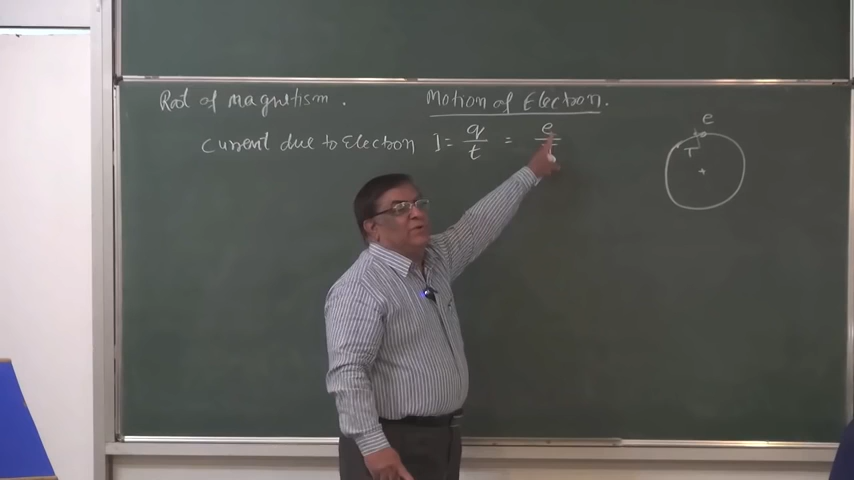 Root of magnetism.
Motion of Electron.
Current due to Electron I = q/t = e/T
e
T
+